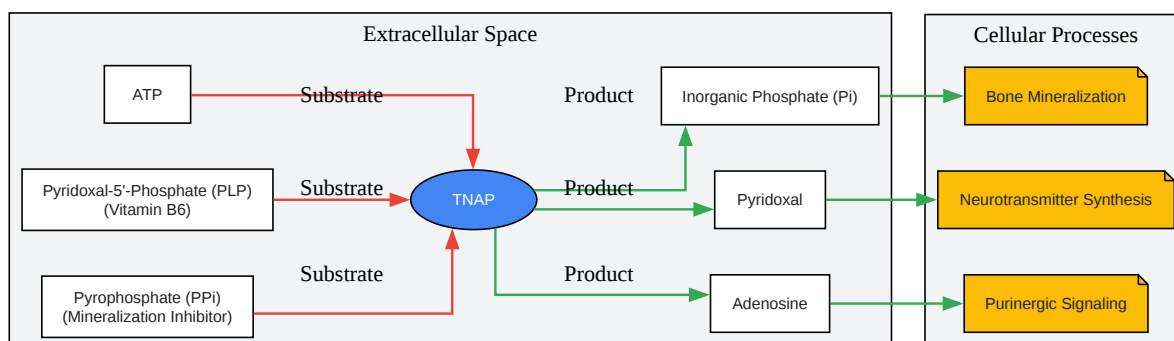 Extracellular Space
Cellular Processes
ATP
Substrate
Product
Inorganic Phosphate (Pi)
Bone Mineralization
Pyridoxal-5'-Phosphate (PLP)
(Vitamin B6)
Substrate
TNAP
Product
Pyridoxal
Neurotransmitter Synthesis
Pyrophosphate (PPi)
(Mineralization Inhibitor)
Substrate
Product
Adenosine
Purinergic Signaling